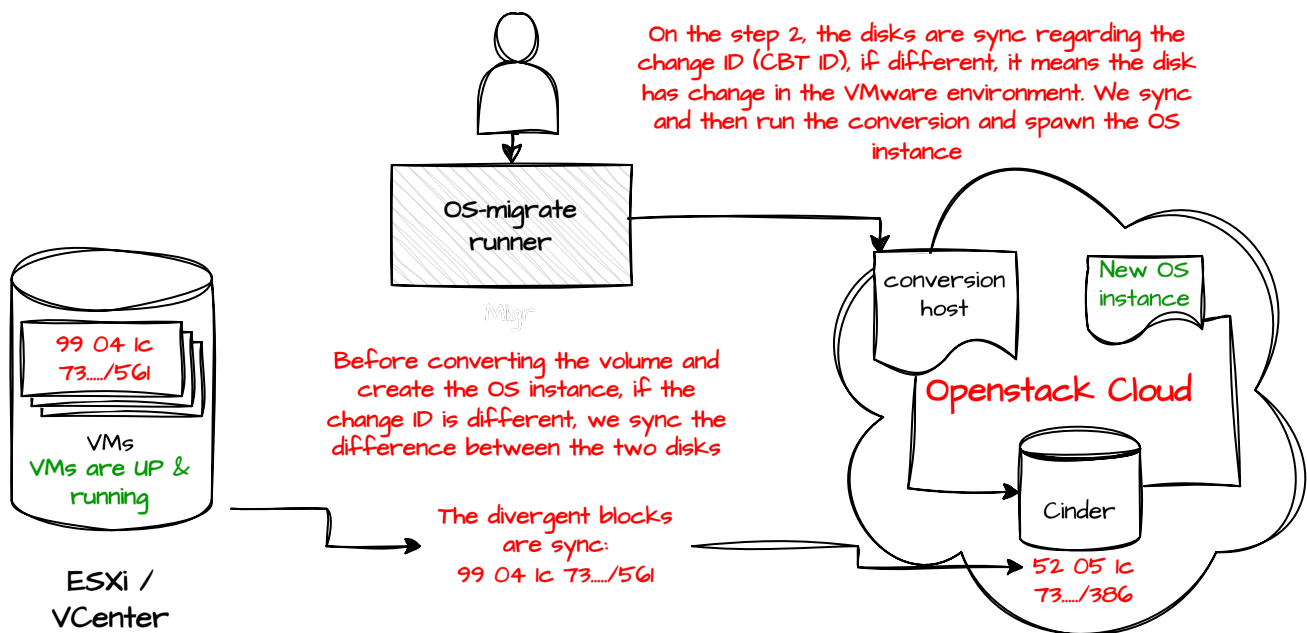 On the step 2, the disks are sync regarding the
change ID (CBT ID), if different, it means the disk
has change in the VMware environment. We sync
and then run the conversion and spawn the OS
instance
OS-migrate
runner
Migr
conversion
host
New OS
instance
99 04 1c
73...../561
VMs
VMs are UP &
running
ESXi /
VCenter
Before converting the volume and
create the OS instance, if the
change ID is different, we sync the
difference between the two disks
Openstack Cloud
Cinder
The divergent blocks
are sync:
99 04 1c 73...../561
52 05 1c
73...../386